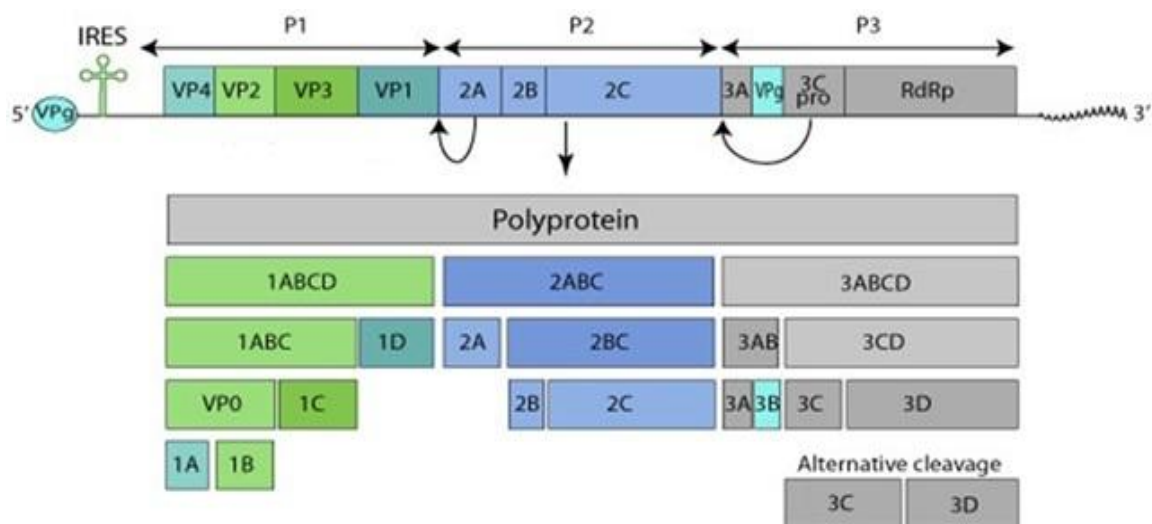 P1 P2 P3
IRES
VP4 VP2 VP3 VP1 2A 2B 2C 3A VPg 3C pro RdRp
5' VPg 3'
Polyprotein
1ABCD 2ABC 3ABCD
1ABC 1D 2A 2BC 3AB 3CD
VP0 1C 2B 2C 3A 3B 3C 3D
1A 1B
Alternative cleavage
3C 3D